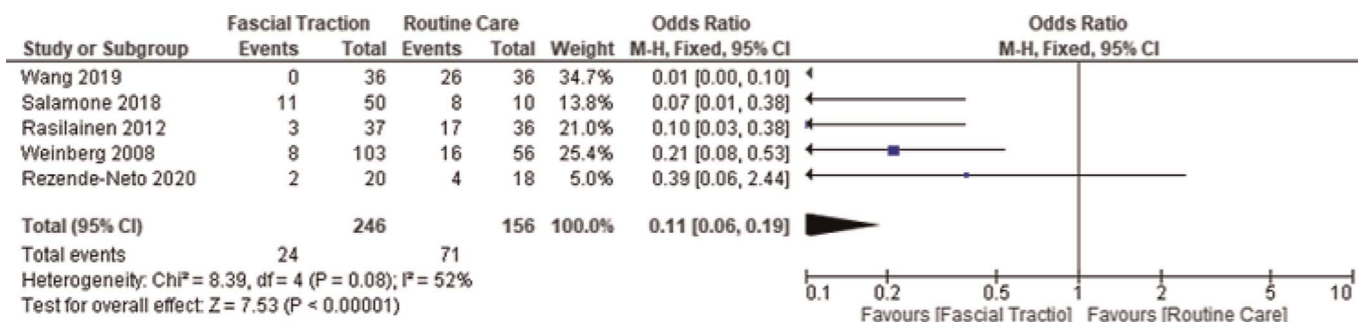 Fascial Traction Routine Care Odds Ratio Odds Ratio
Study or Subgroup Events Total Events Total Weight M-H, Fixed, 95% CI M-H, Fixed, 95% CI
Wang 2019 0 36 26 36 34.7% 0.01 [0.00, 0.10]
Salamone 2018 11 50 8 10 13.8% 0.07 [0.01, 0.38]
Rasilainen 2012 3 37 17 36 21.0% 0.10 [0.03, 0.38]
Weinberg 2008 8 103 16 56 25.4% 0.21 [0.08, 0.53]
Rezende-Neto 2020 2 20 4 18 5.0% 0.39 [0.06, 2.44]
Total (95% CI) 246 156 100.0% 0.11 [0.06, 0.19]
Total events 24 71
Heterogeneity: Chi² = 8.39, df = 4 (P = 0.08); I² = 52%
Test for overall effect: Z = 7.53 (P < 0.00001)
0.1 0.2 0.5 1 2 5 10
Favours [Fascial Tractio] Favours [Routine Care]